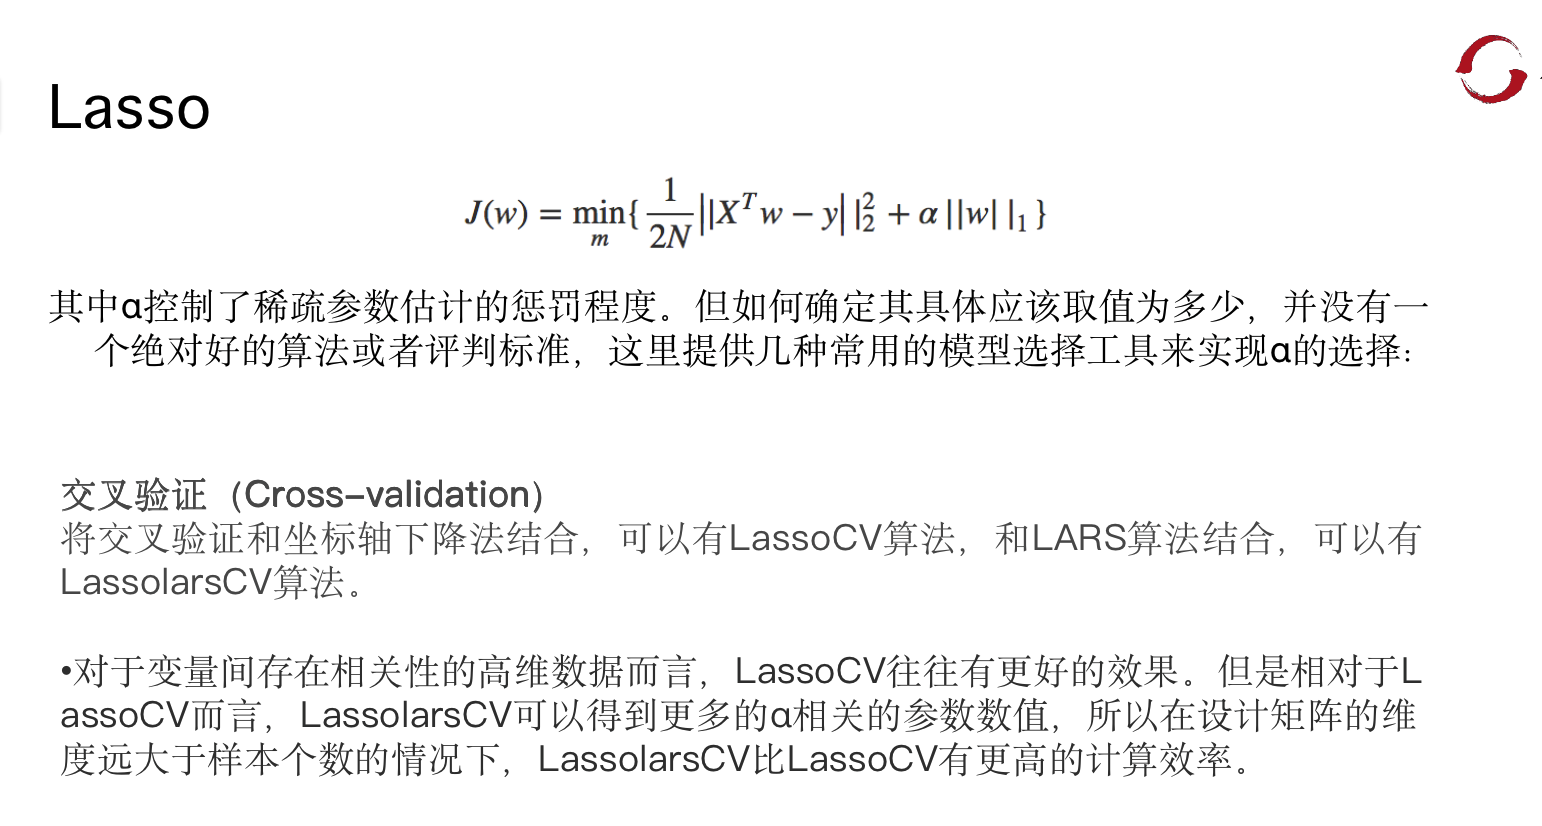 Lasso
J(w) = min_m{ 1/2N ||X^T w − y||_2^2 + α||w||_1 }
其中α控制了稀疏参数估计的惩罚程度。但如何确定其具体应该取值为多少，并没有一
个绝对好的算法或者评判标准，这里提供几种常用的模型选择工具来实现α的选择：
交叉验证（Cross–validation）
将交叉验证和坐标轴下降法结合，可以有LassoCV算法，和LARS算法结合，可以有
LassolarsCV算法。
•对于变量间存在相关性的高维数据而言，LassoCV往往有更好的效果。但是相对于L
assoCV而言，LassolarsCV可以得到更多的α相关的参数数值，所以在设计矩阵的维
度远大于样本个数的情况下，LassolarsCV比LassoCV有更高的计算效率。